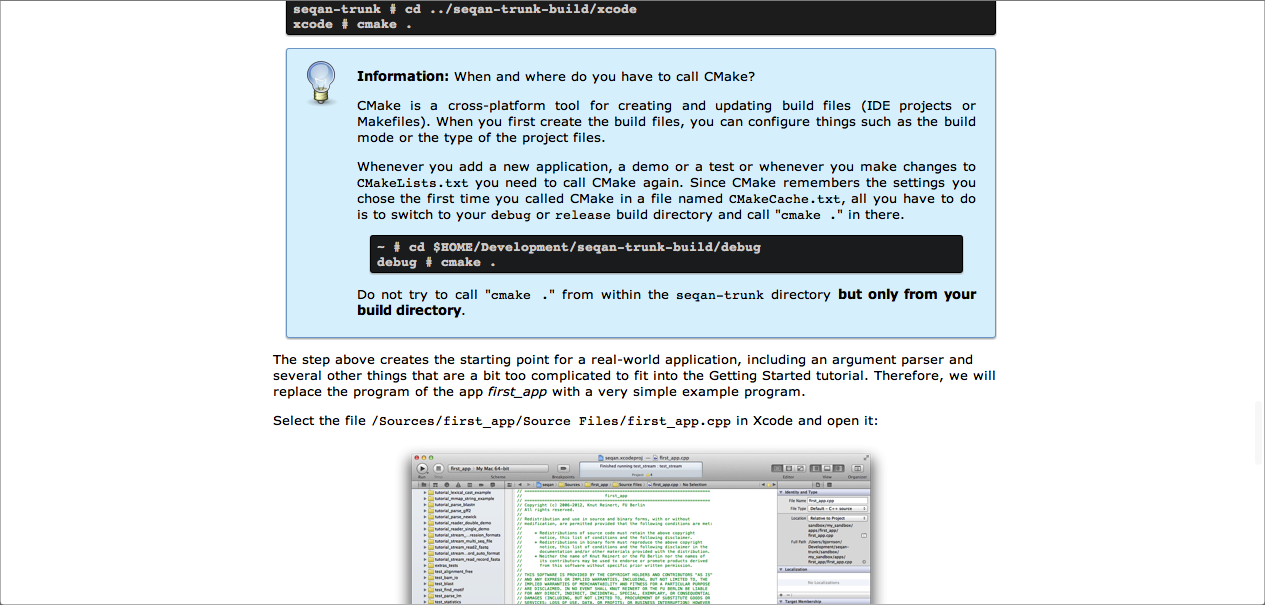 seqan-trunk # cd ../seqan-trunk-build/xcode
xcode # cmake .
Information: When and where do you have to call CMake?
CMake is a cross-platform tool for creating and updating build files (IDE projects or
Makefiles). When you first create the build files, you can configure things such as the build
mode or the type of the project files.
Whenever you add a new application, a demo or a test or whenever you make changes to
CMakeLists.txt you need to call CMake again. Since CMake remembers the settings you
chose the first time you called CMake in a file named CMakeCache.txt, all you have to do
is to switch to your debug or release build directory and call "cmake ." in there.
~ # cd $HOME/Development/seqan-trunk-build/debug
debug # cmake .
Do not try to call "cmake ." from within the seqan-trunk directory but only from your
build directory.
The step above creates the starting point for a real-world application, including an argument parser and
several other things that are a bit too complicated to fit into the Getting Started tutorial. Therefore, we will
replace the program of the app first_app with a very simple example program.
Select the file /Sources/first_app/Source Files/first_app.cpp in Xcode and open it:
seqan.xcodeproj — first_app.cpp
first_app My Mac 64-bit
Finished running test_stream : test_stream
Run
Scheme
Breakpoints
Project
Editor
View
Organizer
seqan Sources first_app Source Files first_app.cpp No Selection
tutorial_lexical_cast_example
tutorial_mmap_string_example
tutorial_parse_blastn
tutorial_parse_gff2
tutorial_parse_newick
tutorial_reader_double_demo
tutorial_reader_single_demo
tutorial_stream_...ression_formats
tutorial_stream_multi_seq_file
tutorial_stream_read2_fastq
tutorial_stream...ord_auto_format
tutorial_stream_record_fasta
extras_tests
test_alignment_free
test_bam_io
test_blast
test_find_motif
test_parse_lm
test_statistics
// first_app
// Copyright (c) 2006-2012, Knut Reinert, FU Berlin
// All rights reserved.
//
// Redistribution and use in source and binary forms, with or without
// modification, are permitted provided that the following conditions are met:
//
// * Redistributions of source code must retain the above copyright
// notice, this list of conditions and the following disclaimer.
// * Redistributions in binary form must reproduce the above copyright
// notice, this list of conditions and the following disclaimer in the
// documentation and/or other materials provided with the distribution.
// * Neither the name of Knut Reinert or the FU Berlin nor the names of
// its contributors may be used to endorse or promote products derived
// from this software without specific prior written permission.
//
// THIS SOFTWARE IS PROVIDED BY THE COPYRIGHT HOLDERS AND CONTRIBUTORS "AS IS"
// AND ANY EXPRESS OR IMPLIED WARRANTIES, INCLUDING, BUT NOT LIMITED TO, THE
// IMPLIED WARRANTIES OF MERCHANTABILITY AND FITNESS FOR A PARTICULAR PURPOSE
// ARE DISCLAIMED. IN NO EVENT SHALL KNUT REINERT OR THE FU BERLIN BE LIABLE
// FOR ANY DIRECT, INDIRECT, INCIDENTAL, SPECIAL, EXEMPLARY, OR CONSEQUENTIAL
// DAMAGES (INCLUDING, BUT NOT LIMITED TO, PROCUREMENT OF SUBSTITUTE GOODS OR
// SERVICES; LOSS OF USE, DATA, OR PROFITS; OR BUSINESS INTERRUPTION) HOWEVER
Identity and Type
File Name first_app.cpp
File Type Default - C++ source
Location Relative to Project
sandbox/my_sandbox/
apps/first_app/
first_app.cpp
Full Path
Development/seqan-
trunk/sandbox/
my_sandbox/apps/
first_app/first_app.cpp
Localization
No Localizations
Target Membership